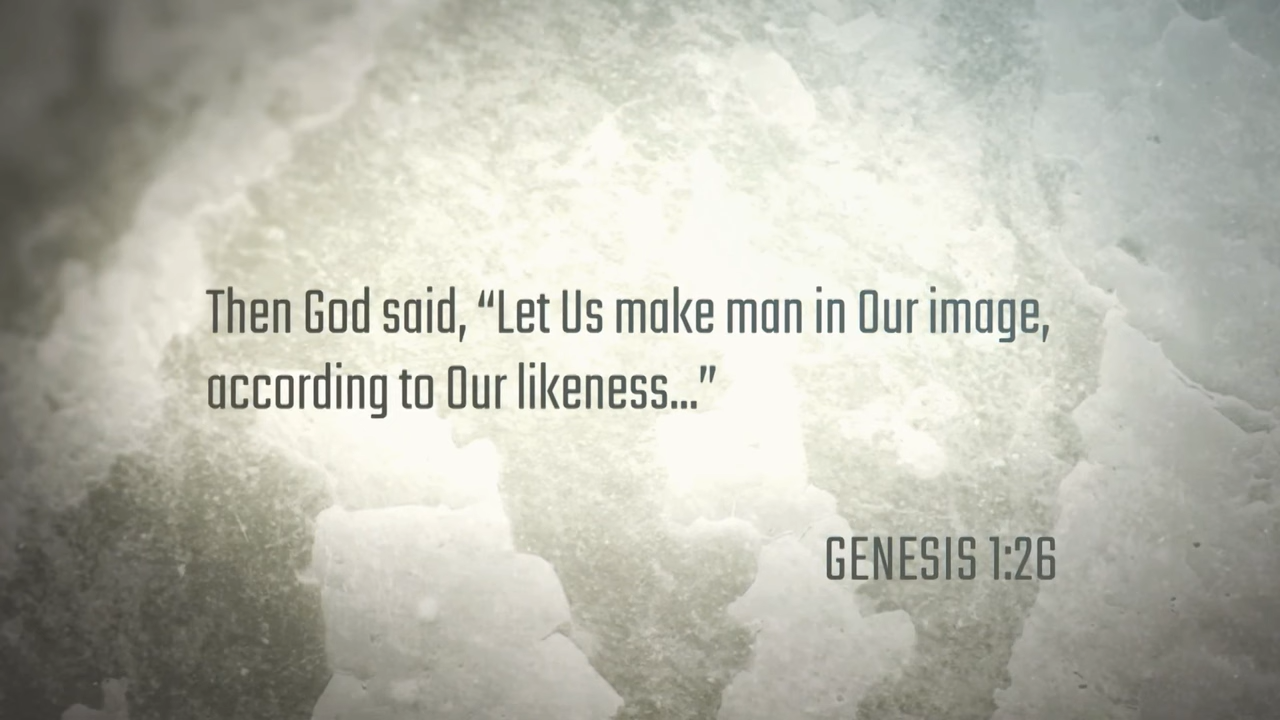 Then God said, “Let Us make man in Our image,
according to Our likeness...”
GENESIS 1:26